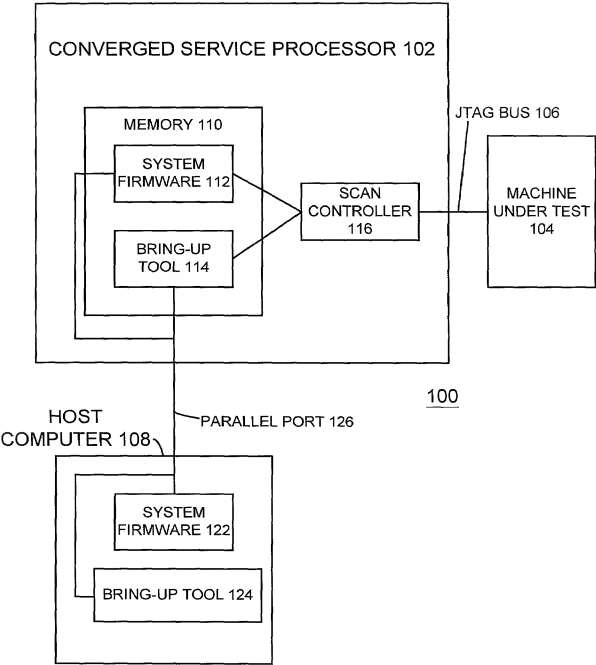 CONVERGED SERVICE PROCESSOR 102
JTAG BUS 106
MEMORY 110
SYSTEM
FIRMWARE 112
SCAN
CONTROLLER
116
MACHINE
UNDER TEST
104
BRING-UP
TOOL 114
100
PARALLEL PORT 126
HOST
COMPUTER 108
SYSTEM
FIRMWARE 122
BRING-UP TOOL 124